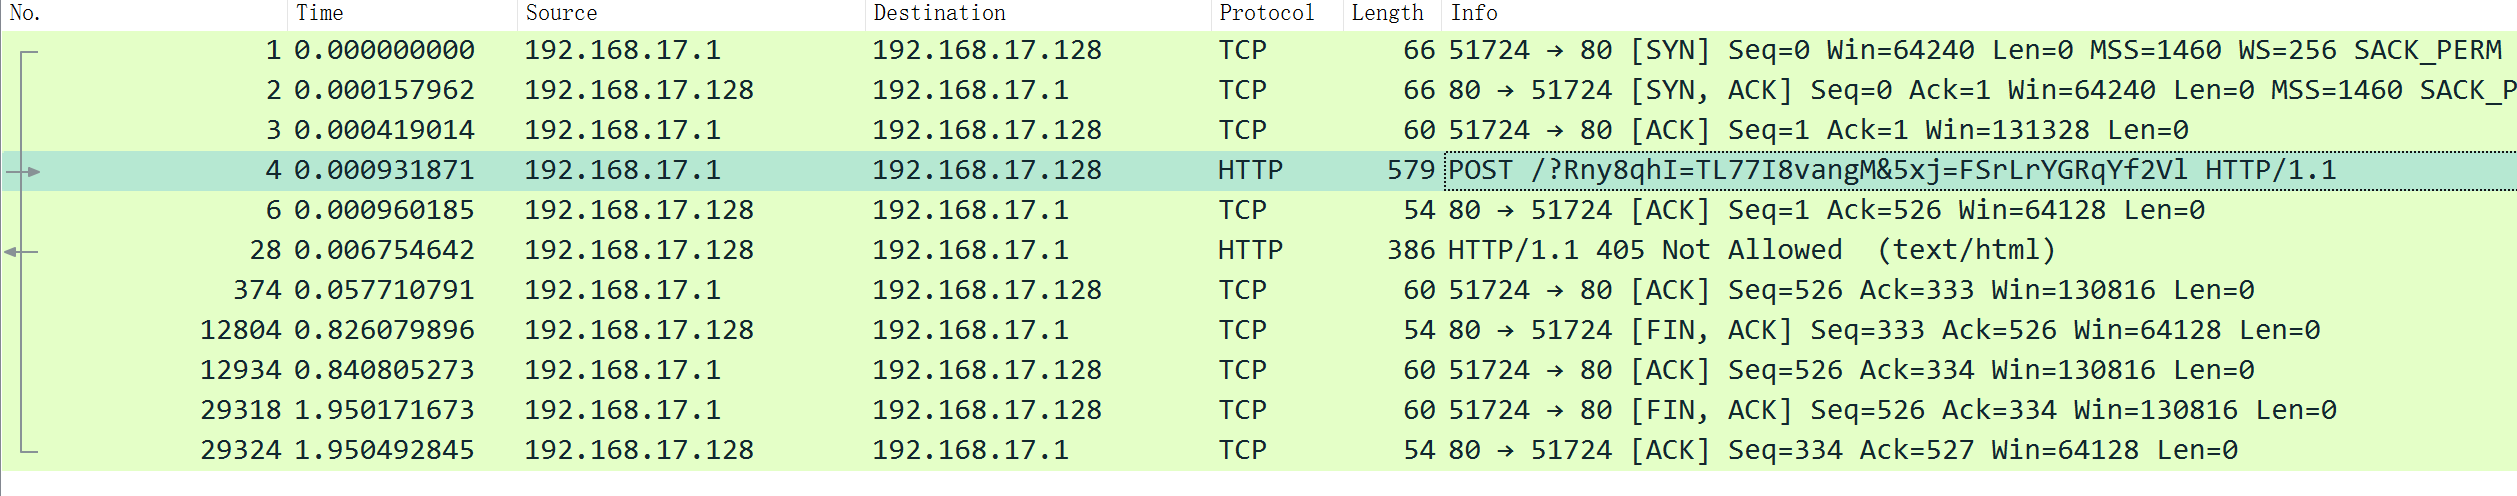 No. Time Source Destination Protocol Length Info
1 0.000000000 192.168.17.1 192.168.17.128 TCP 66 51724 → 80 [SYN] Seq=0 Win=64240 Len=0 MSS=1460 WS=256 SACK_PERM
2 0.000157962 192.168.17.128 192.168.17.1 TCP 66 80 → 51724 [SYN, ACK] Seq=0 Ack=1 Win=64240 Len=0 MSS=1460 SACK_P
3 0.000419014 192.168.17.1 192.168.17.128 TCP 60 51724 → 80 [ACK] Seq=1 Ack=1 Win=131328 Len=0
4 0.000931871 192.168.17.1 192.168.17.128 HTTP 579 POST /?Rny8qhI=TL77I8vangM&5xj=FSrLrYGRqYf2Vl HTTP/1.1
6 0.000960185 192.168.17.128 192.168.17.1 TCP 54 80 → 51724 [ACK] Seq=1 Ack=526 Win=64128 Len=0
28 0.006754642 192.168.17.128 192.168.17.1 HTTP 386 HTTP/1.1 405 Not Allowed (text/html)
374 0.057710791 192.168.17.1 192.168.17.128 TCP 60 51724 → 80 [ACK] Seq=526 Ack=333 Win=130816 Len=0
12804 0.826079896 192.168.17.128 192.168.17.1 TCP 54 80 → 51724 [FIN, ACK] Seq=333 Ack=526 Win=64128 Len=0
12934 0.840805273 192.168.17.1 192.168.17.128 TCP 60 51724 → 80 [ACK] Seq=526 Ack=334 Win=130816 Len=0
29318 1.950171673 192.168.17.1 192.168.17.128 TCP 60 51724 → 80 [FIN, ACK] Seq=526 Ack=334 Win=130816 Len=0
29324 1.950492845 192.168.17.128 192.168.17.1 TCP 54 80 → 51724 [ACK] Seq=334 Ack=527 Win=64128 Len=0